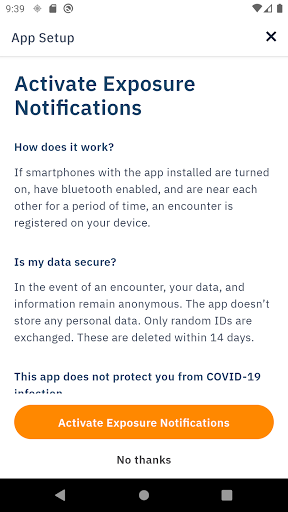 9:39
App Setup
Activate Exposure
Notifications
How does it work?
If smartphones with the app installed are turned
on, have bluetooth enabled, and are near each
other for a period of time, an encounter is
registered on your device.
Is my data secure?
In the event of an encounter, your data, and
information remain anonymous. The app doesn't
store any personal data. Only random IDs are
exchanged. These are deleted within 14 days.
This app does not protect you from COVID-19
infection
Activate Exposure Notifications
No thanks